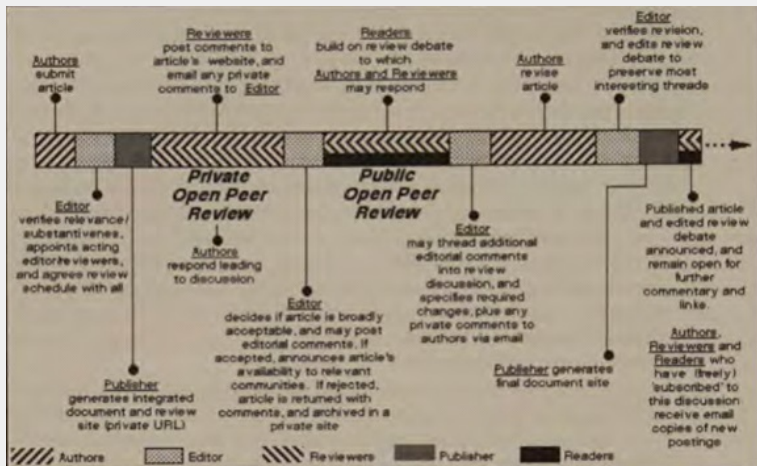 Authors
submit
article
Reviewers
post comments to
article's website, and
email any private
comments to Editor
Readers
build on review debate
to which
Authors and Reviewers
may respond
Authors
revise
article
Editor
verifies revision,
and edits review
debate to
preserve most
interesting threads
Private
Open Peer
Review
Public
Open Peer
Review
Editor
verifies relevance/
substantivenes,
appoints acting
editor/reviewers,
and agrees review
schedule with all
Publisher
generates integrated
document and review
site (private URL)
Authors
respond leading
to discussion
Editor
decides if article is broadly
acceptable, and may post
editorial comments. If
accepted, announces article's
availability to relevant
communities. If rejected,
article is returned with
comments, and archived in a
private site
Editor
may thread additional
editorial comments
into review
discussion, and
specifies required
changes, plus any
private comments to
authors via email
Publisher generates
final document site
Published article
and edited review
debate
announced, and
remain open for
further
commentary and
links.
Authors,
Reviewers and
Readers who
have (freely)
'subscribed' to
this discussion
receive email
copies of new
postings
Authors
Editor
Reviewers
Publisher
Readers